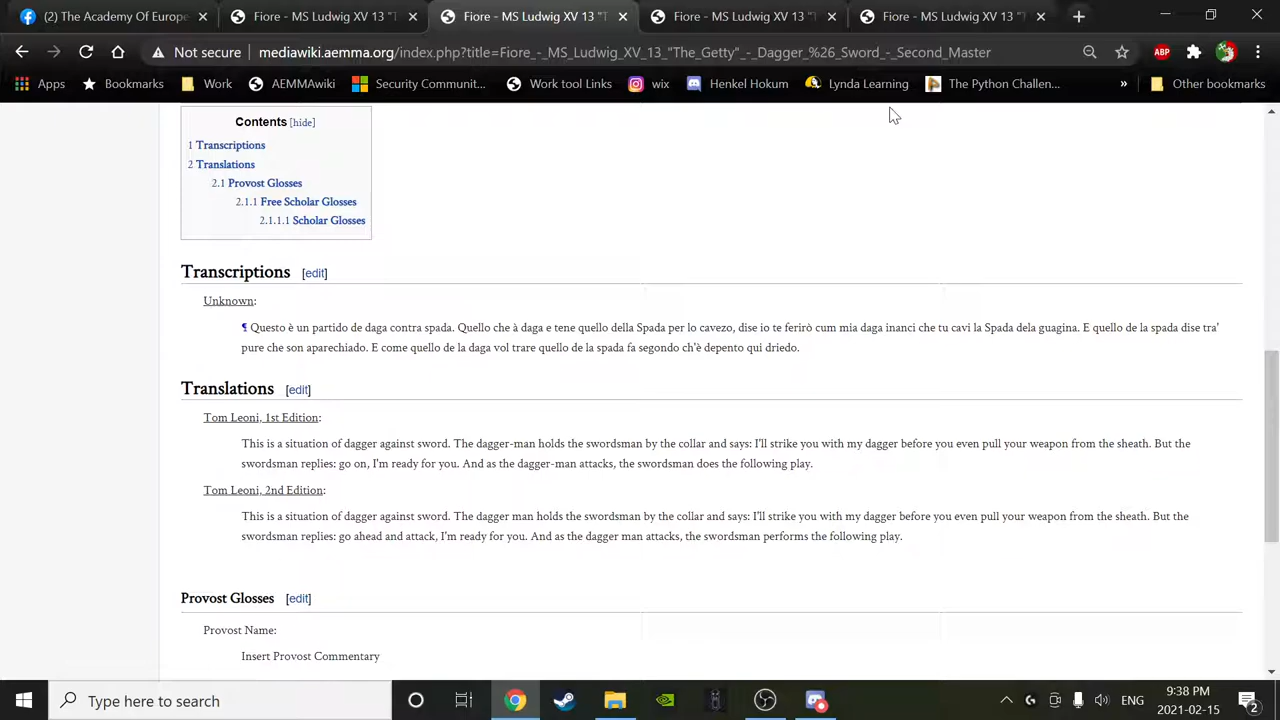 (2) The Academy Of Europe
Fiore - MS Ludwig XV 13 "T
Fiore - MS Ludwig XV 13 "T
Fiore - MS Ludwig XV 13 "T
Fiore - MS Ludwig XV 13 "T
Not secure
mediawiki.aemma.org/index.php?title=Fiore_-_MS_Ludwig_XV_13_"The_Getty"_-_Dagger_%26_Sword_-_Second_Master
ABP
Apps
Bookmarks
Work
AEMMAwiki
Security Communit...
Work tool Links
wix
Henkel Hokum
Lynda Learning
The Python Challen...
»
Other bookmarks
Contents [hide]
1 Transcriptions
2 Translations
2.1 Provost Glosses
2.1.1 Free Scholar Glosses
2.1.1.1 Scholar Glosses
Transcriptions [edit]
Unknown:
¶ Questo è un partido de daga contra spada. Quello che à daga e tene quello della Spada per lo cavezo, dise io te ferirò cum mia daga inanci che tu cavi la Spada dela guagina. E quello de la spada dise tra'
pure che son aparechiado. E come quello de la daga vol trare quello de la spada fa segondo ch'è depento qui driedo.
Translations [edit]
Tom Leoni, 1st Edition:
This is a situation of dagger against sword. The dagger-man holds the swordsman by the collar and says: I'll strike you with my dagger before you even pull your weapon from the sheath. But the
swordsman replies: go on, I'm ready for you. And as the dagger-man attacks, the swordsman does the following play.
Tom Leoni, 2nd Edition:
This is a situation of dagger against sword. The dagger man holds the swordsman by the collar and says: I'll strike you with my dagger before you even pull your weapon from the sheath. But the
swordsman replies: go ahead and attack, I'm ready for you. And as the dagger man attacks, the swordsman performs the following play.
Provost Glosses [edit]
Provost Name:
Insert Provost Commentary
Type here to search
ENG
9:38 PM
2021-02-15
2